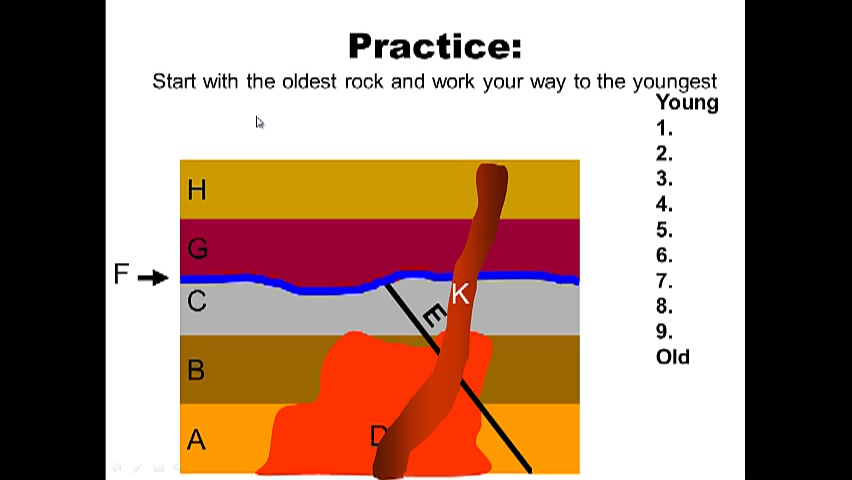 Practice:
Start with the oldest rock and work your way to the youngest
Young
1.
2.
3.
4.
5.
6.
7.
8.
9.
Old
H
G
F
C
E
K
B
A
D